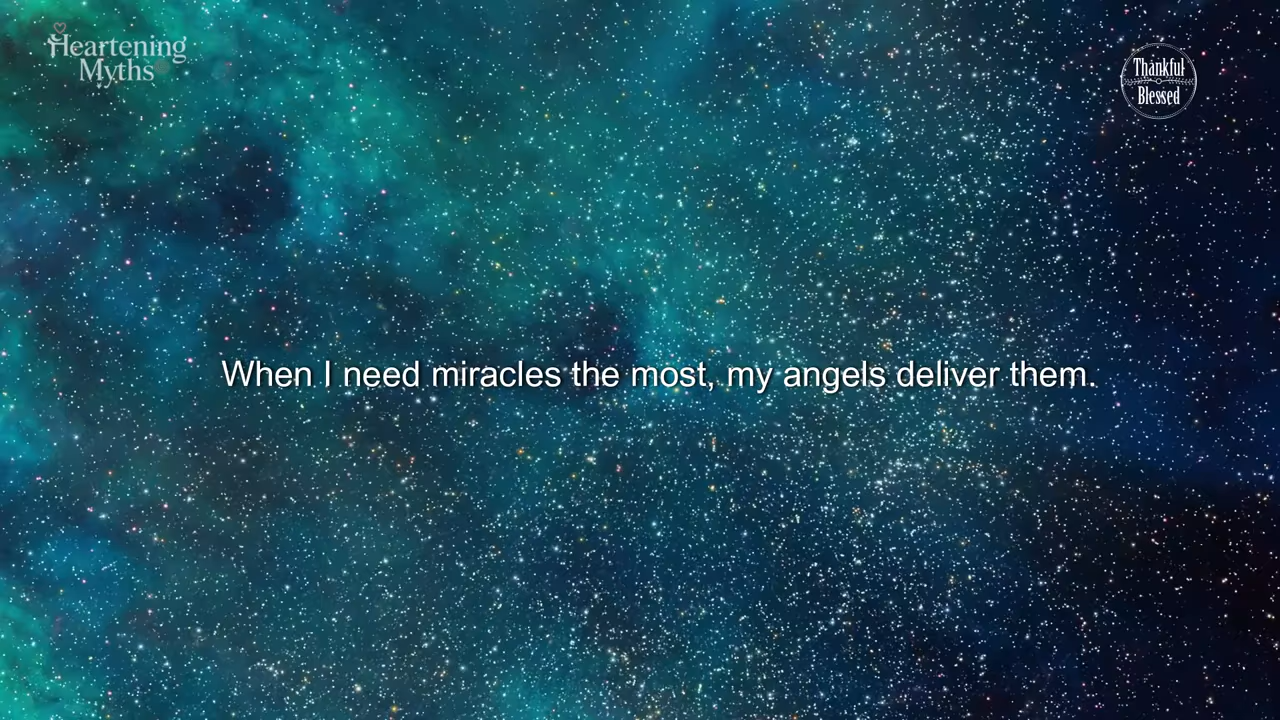 Heartening
Myths
Thankful
Blessed
When I need miracles the most, my angels deliver them.